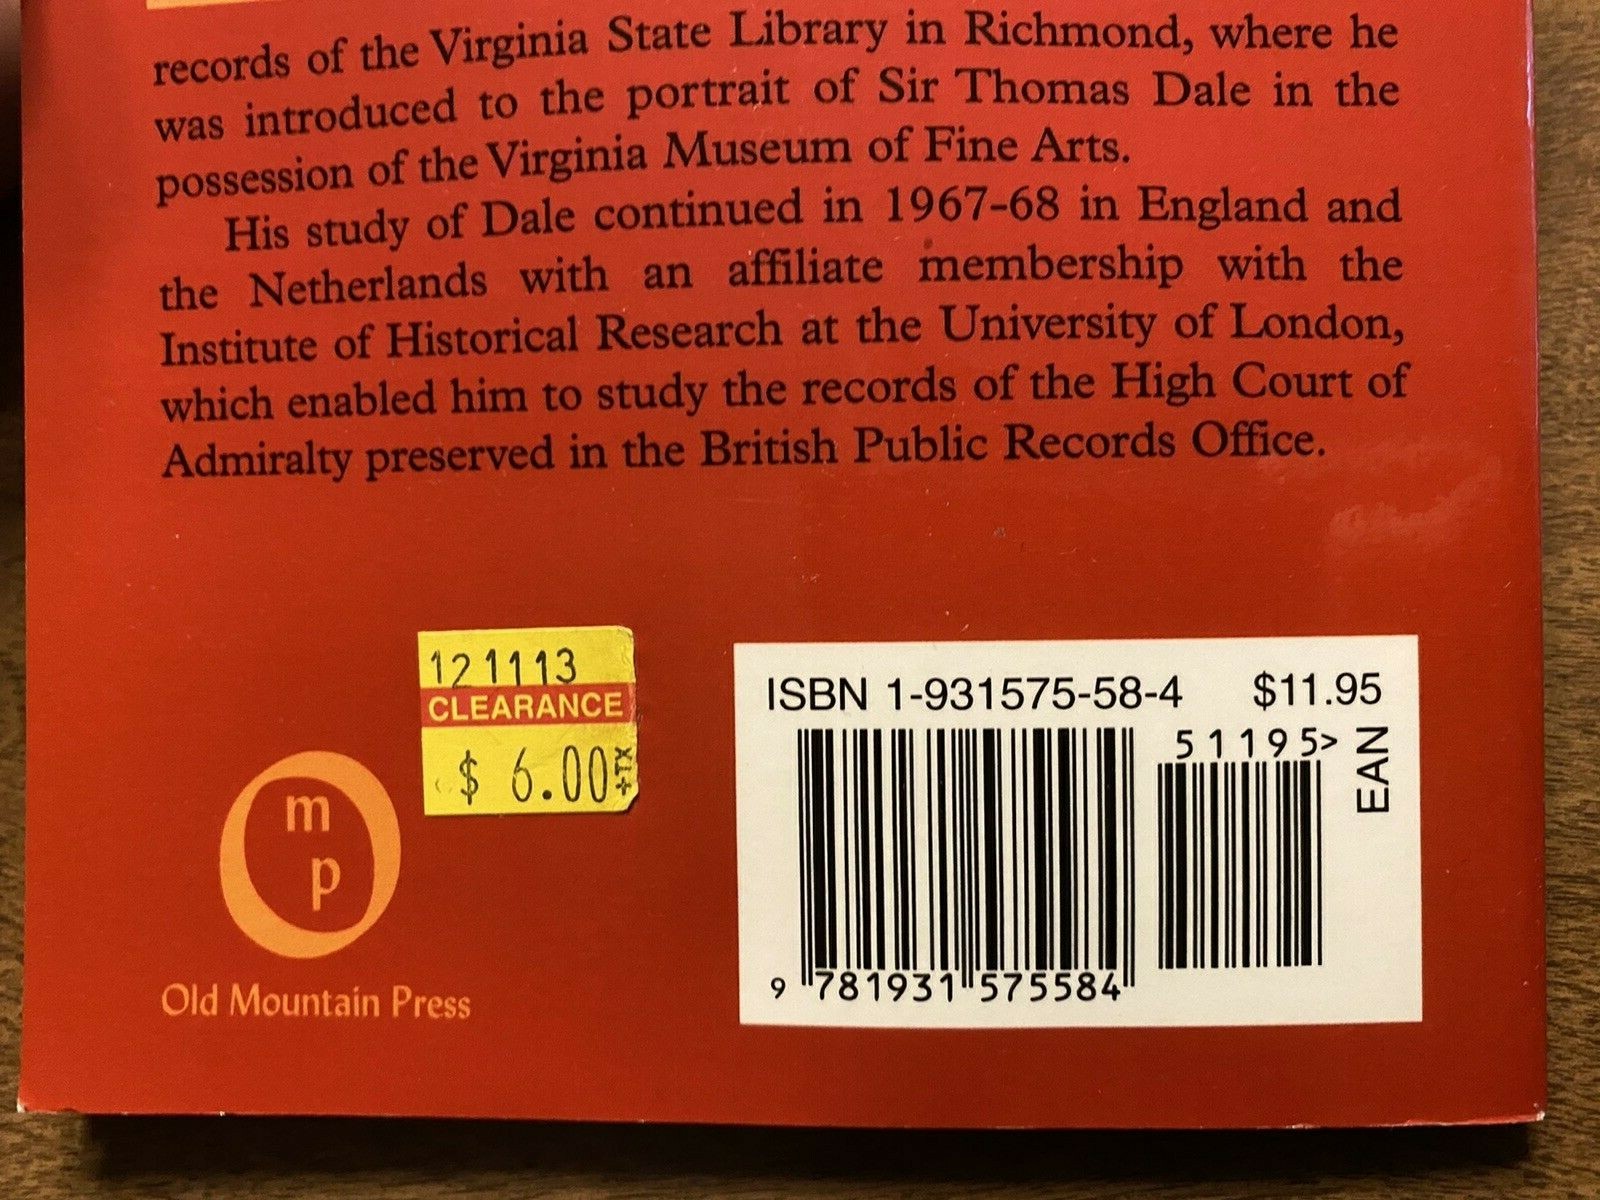 records of the Virginia State Library in Richmond, where he
was introduced to the portrait of Sir Thomas Dale in the
possession of the Virginia Museum of Fine Arts.
His study of Dale continued in 1967-68 in England and
the Netherlands with an affiliate membership with the
Institute of Historical Research at the University of London,
which enabled him to study the records of the High Court of
Admiralty preserved in the British Public Records Office.
121113
CLEARANCE
$ 6.00 +TX
m
p
Old Mountain Press
ISBN 1-931575-58-4 $11.95
51195>
EAN
9 781931 575584